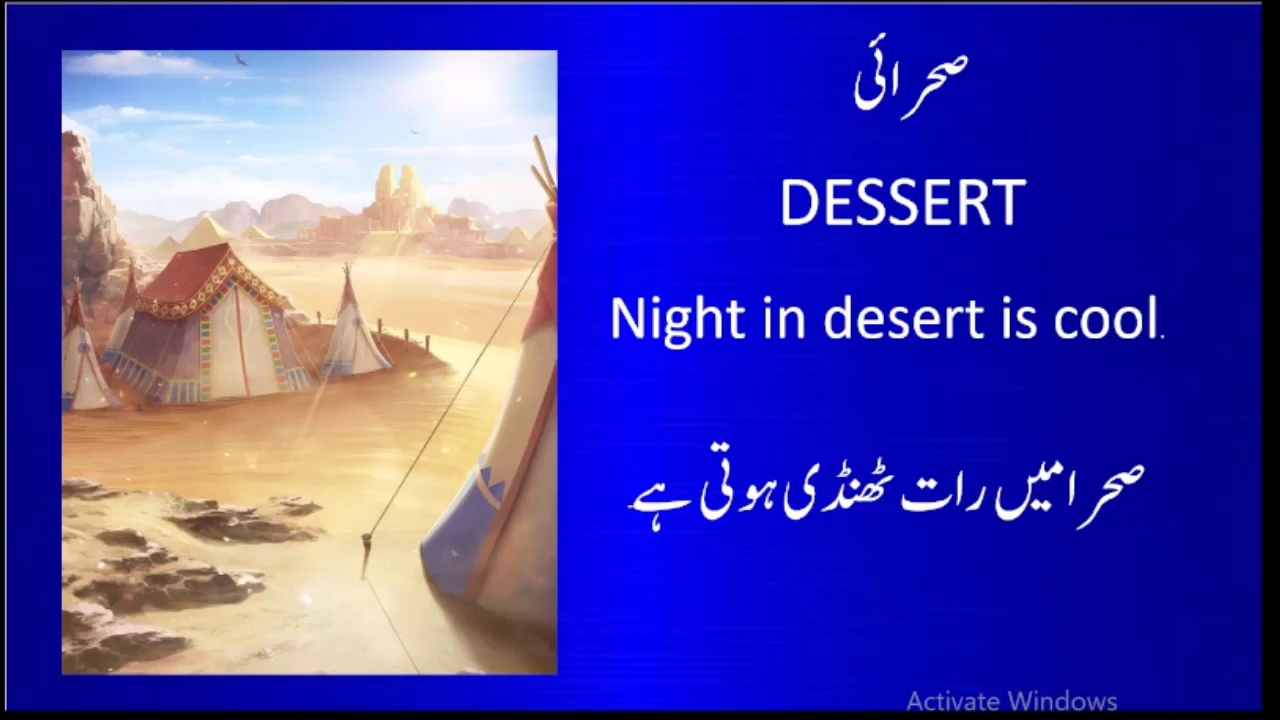 صحرائی
DESSERT
Night in desert is cool.
صحرا میں رات ٹھنڈی ہوتی ہے
Activate Windows